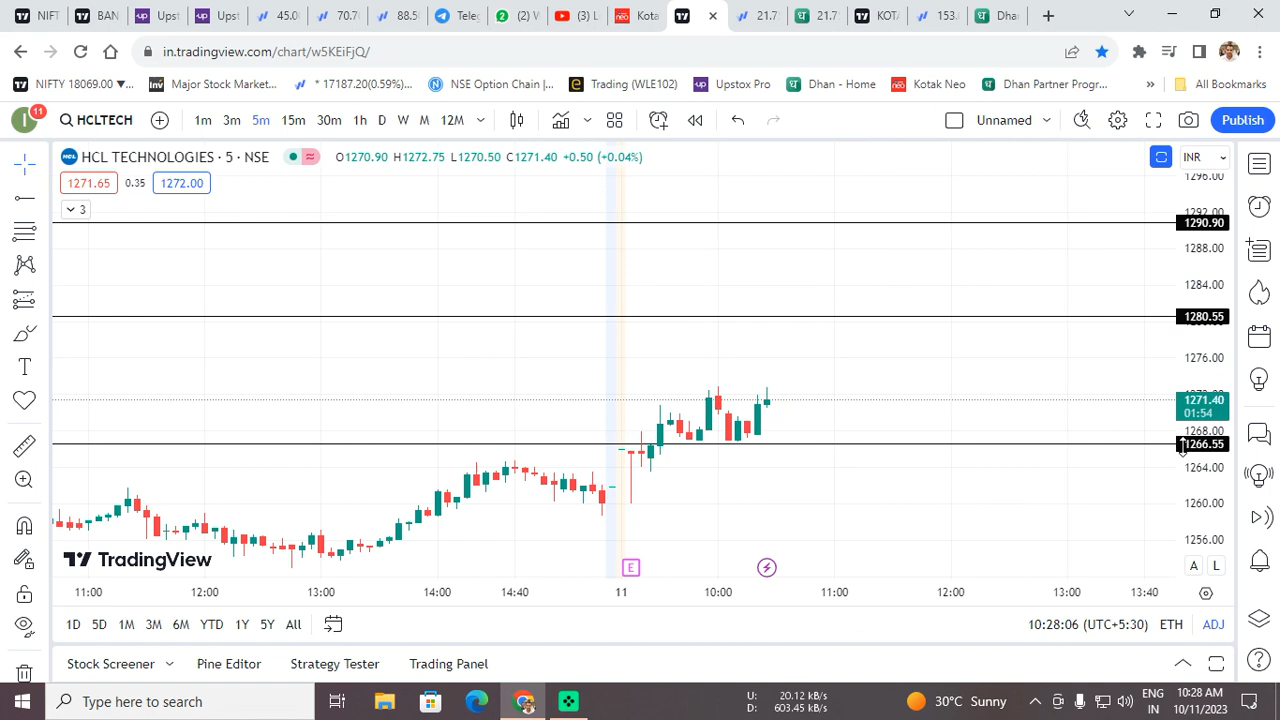 NIFT BAN Upst Upst 45.0 70.2 88.5 Teleg (2) V (3) L Kota 21.7 21.7 KOTA 153.0 Dhan
in.tradingview.com/chart/w5KEiFjQ/
NIFTY 18069.00 ▼... Major Stock Market... * 17187.20(0.59%)... NSE Option Chain |... Trading (WLE102) Upstox Pro Dhan - Home Kotak Neo Dhan Partner Progr... » All Bookmarks
I 11 HCLTECH 1m 3m 5m 15m 30m 1h D W M 12M Unnamed Publish
HCL TECHNOLOGIES · 5 · NSE O1270.90 H1272.75 L1270.50 C1271.40 +0.50 (+0.04%) INR
1296.00
1271.65 0.35 1272.00
3
1292.00
1290.90
1288.00
1284.00
1280.55
1276.00
1271.40
01:54
1268.00
1266.55
1264.00
1260.00
1256.00
TradingView
E
A L
11:00 12:00 13:00 14:00 14:40 11 10:00 11:00 12:00 13:00 13:40
1D 5D 1M 3M 6M YTD 1Y 5Y All 10:28:06 (UTC+5:30) ETH ADJ
Stock Screener Pine Editor Strategy Tester Trading Panel
Type here to search
U: 20.12 kB/s
D: 603.45 kB/s
30°C Sunny
ENG
IN
10:28 AM
10/11/2023